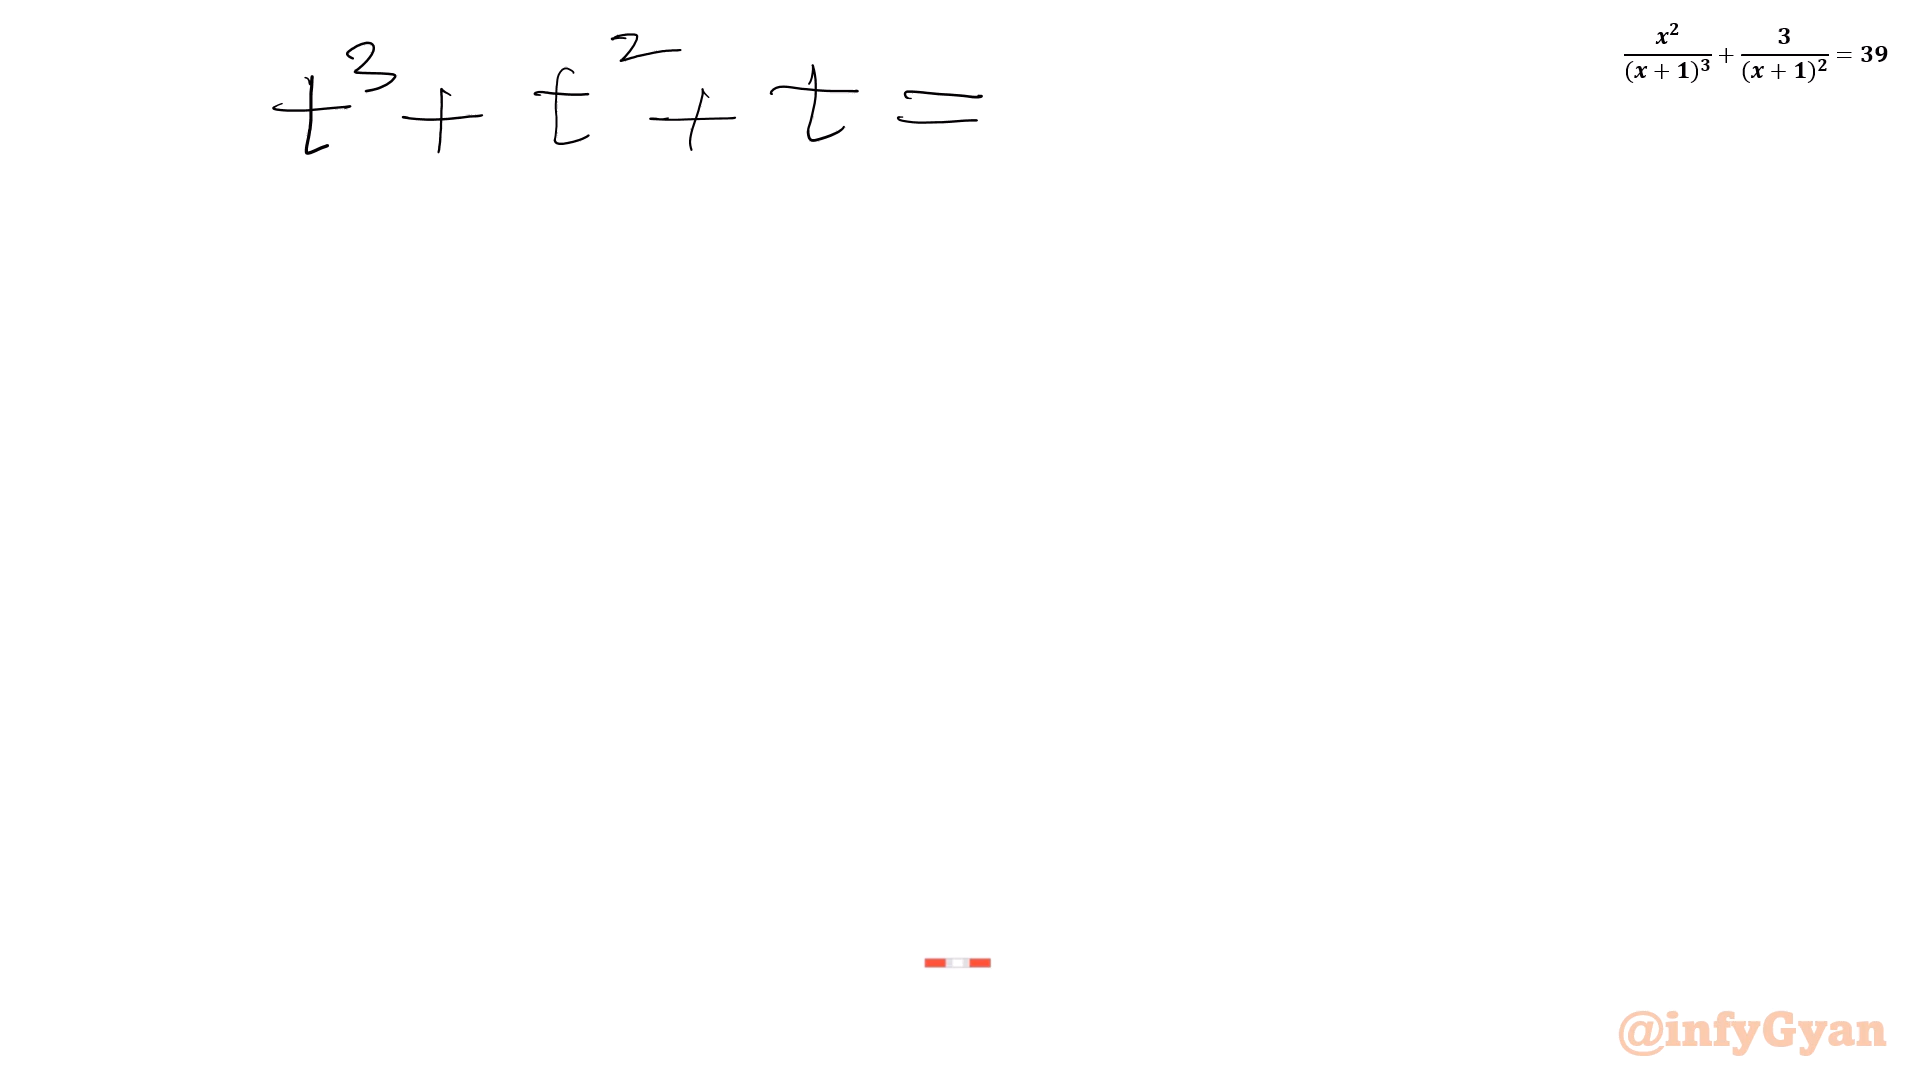 t³ + t² + t =
x²/(x + 1)³ + 3/(x + 1)² = 39
@infyGyan